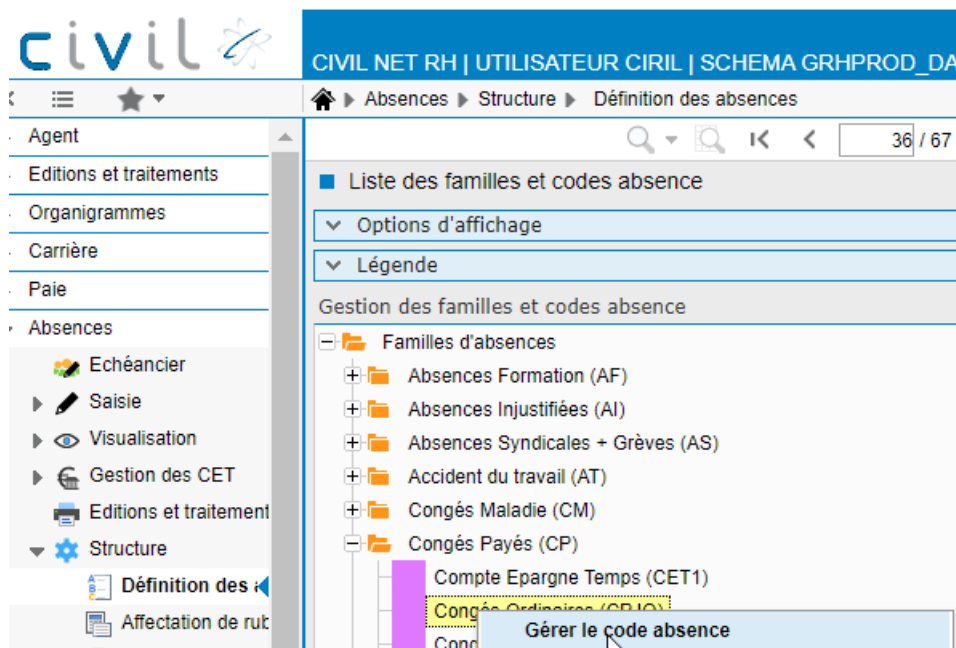 civil
CIVIL NET RH | UTILISATEUR CIRIL | SCHEMA GRHPROD_DA
Absences Structure Définition des absences
36 / 67
Agent
Editions et traitements
Organigrammes
Carrière
Paie
Absences
Echéancier
Saisie
Visualisation
Gestion des CET
Editions et traitement
Structure
Définition des
Affectation de rub
Liste des familles et codes absence
Options d'affichage
Légende
Gestion des familles et codes absence
Familles d'absences
Absences Formation (AF)
Absences Injustifiées (AI)
Absences Syndicales + Grèves (AS)
Accident du travail (AT)
Congés Maladie (CM)
Congés Payés (CP)
Compte Epargne Temps (CET1)
Congés Ordinaires
Gérer le code absence